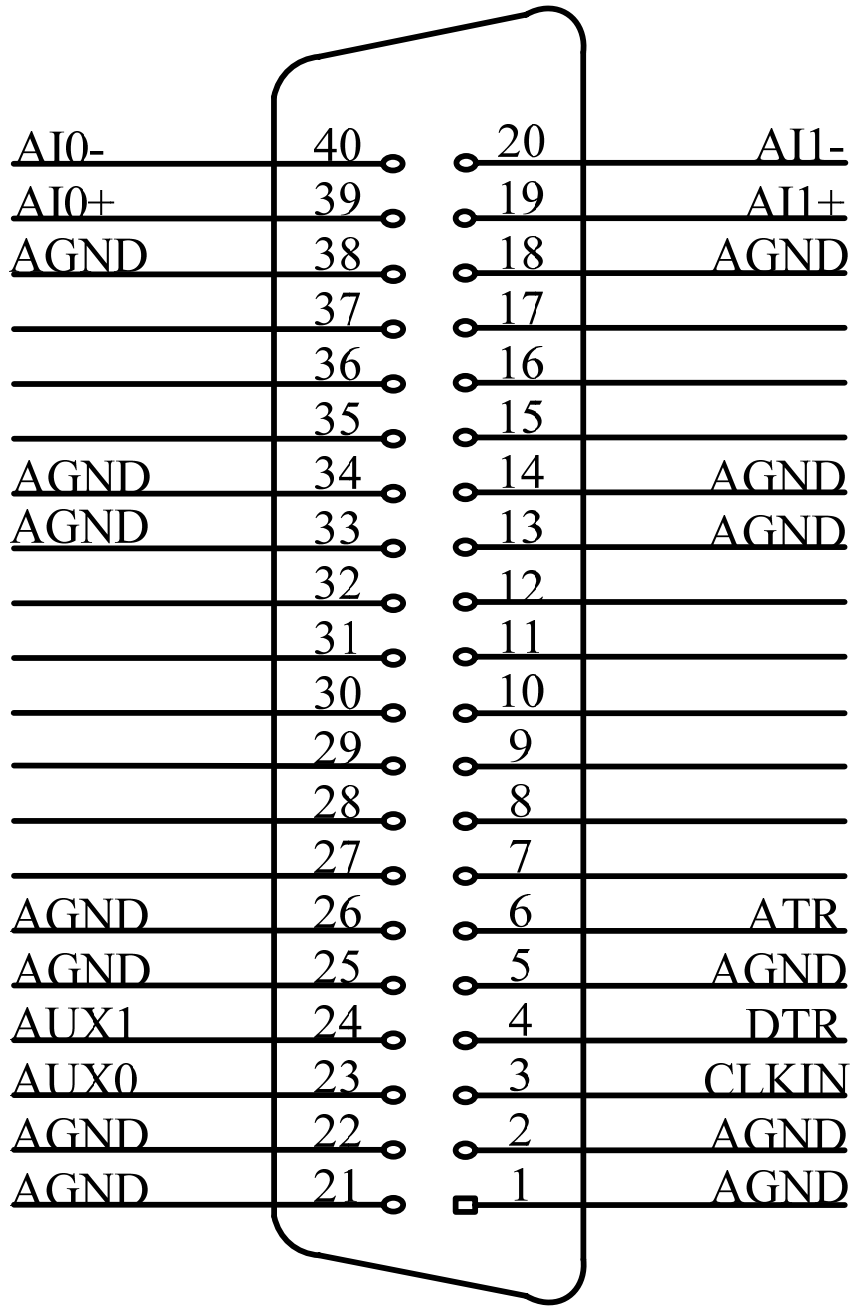 AI0- 40 20 AI1-
AI0+ 39 19 AI1+
AGND 38 18 AGND
37 17
36 16
35 15
AGND 34 14 AGND
AGND 33 13 AGND
32 12
31 11
30 10
29 9
28 8
27 7
AGND 26 6 ATR
AGND 25 5 AGND
AUX1 24 4 DTR
AUX0 23 3 CLKIN
AGND 22 2 AGND
AGND 21 1 AGND